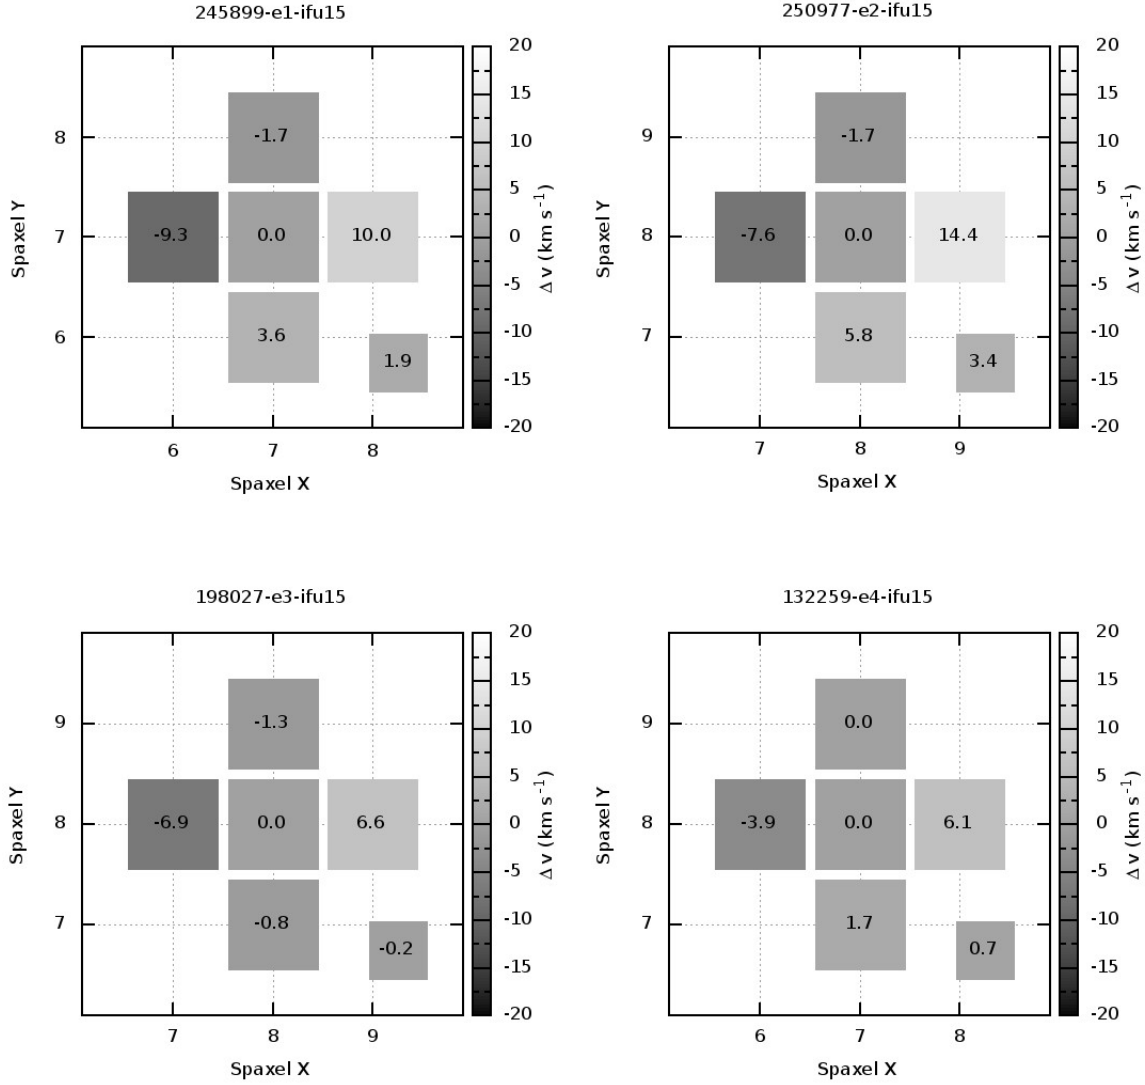 245899-e1-ifu15
Spaxel Y
8
7
6
-1.7
-9.3 0.0 10.0
3.6
1.9
6 7 8
Spaxel X
20
15
10
5
0
-5
-10
-15
-20
Δ v (km s⁻¹)
250977-e2-ifu15
Spaxel Y
9
8
7
-1.7
-7.6 0.0 14.4
5.8
3.4
7 8 9
Spaxel X
20
15
10
5
0
-5
-10
-15
-20
Δ v (km s⁻¹)
198027-e3-ifu15
Spaxel Y
9
8
7
-1.3
-6.9 0.0 6.6
-0.8
-0.2
7 8 9
Spaxel X
20
15
10
5
0
-5
-10
-15
-20
Δ v (km s⁻¹)
132259-e4-ifu15
Spaxel Y
9
8
7
0.0
-3.9 0.0 6.1
1.7
0.7
6 7 8
Spaxel X
20
15
10
5
0
-5
-10
-15
-20
Δ v (km s⁻¹)